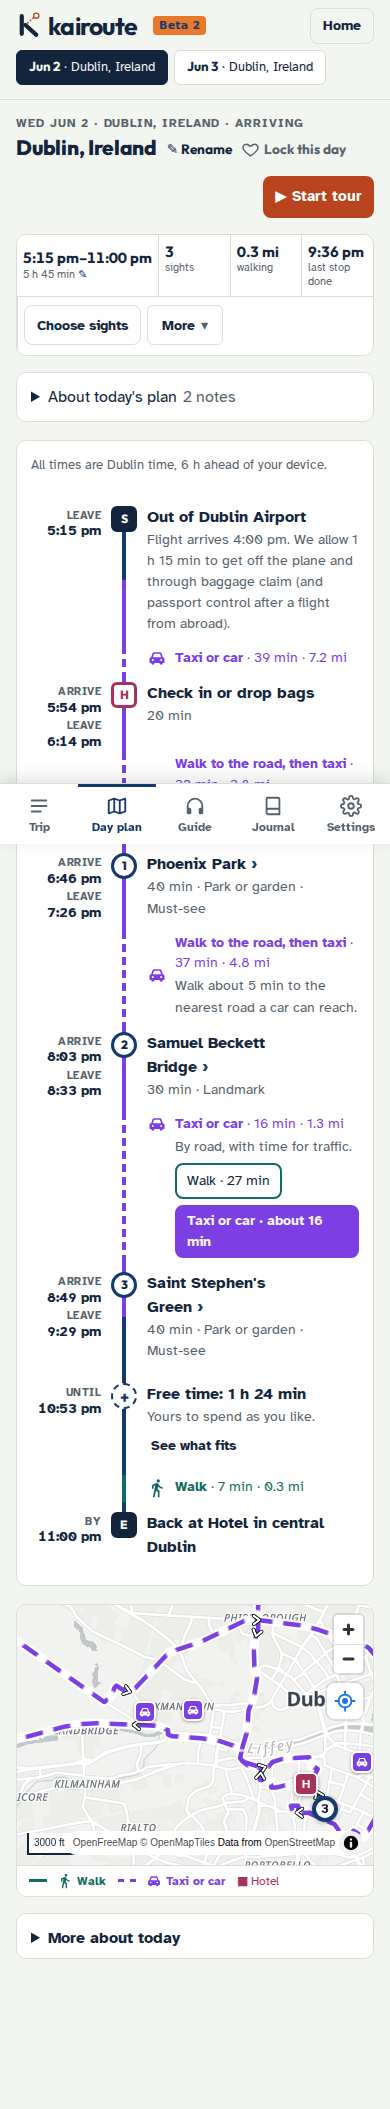 kairoute
Beta 2
Home
Jun 2 · Dublin, Ireland
Jun 3 · Dublin, Ireland
WED JUN 2 · DUBLIN, IRELAND · ARRIVING
Dublin, Ireland
✎ Rename
Lock this day
▶ Start tour
5:15 pm–11:00 pm
5 h 45 min ✎
3
sights
0.3 mi
walking
9:36 pm
last stop
done
Choose sights
More ▾
▶ About today's plan 2 notes
All times are Dublin time, 6 h ahead of your device.
LEAVE
5:15 pm
S
Out of Dublin Airport
Flight arrives 4:00 pm. We allow 1
h 15 min to get off the plane and
through baggage claim (and
passport control after a flight
from abroad).
Taxi or car · 39 min · 7.2 mi
ARRIVE
5:54 pm
LEAVE
6:14 pm
H
Check in or drop bags
20 min
Walk to the road, then taxi ·
Trip
Day plan
Guide
Journal
Settings
ARRIVE
6:46 pm
LEAVE
7:26 pm
1
Phoenix Park ›
40 min · Park or garden ·
Must-see
Walk to the road, then taxi ·
37 min · 4.8 mi
Walk about 5 min to the
nearest road a car can reach.
ARRIVE
8:03 pm
LEAVE
8:33 pm
2
Samuel Beckett
Bridge ›
30 min · Landmark
Taxi or car · 16 min · 1.3 mi
By road, with time for traffic.
Walk · 27 min
Taxi or car · about 16
min
ARRIVE
8:49 pm
LEAVE
9:29 pm
3
Saint Stephen's
Green ›
40 min · Park or garden ·
Must-see
UNTIL
10:53 pm
+
Free time: 1 h 24 min
Yours to spend as you like.
See what fits
Walk · 7 min · 0.3 mi
BY
11:00 pm
E
Back at Hotel in central
Dublin
+
−
Dub
Liffey
KILMAINHAM
ICORE
H
3
RIALTO
3000 ft
OpenFreeMap © OpenMapTiles Data from OpenStreetMap
Walk
Taxi or car
Hotel
▶ More about today